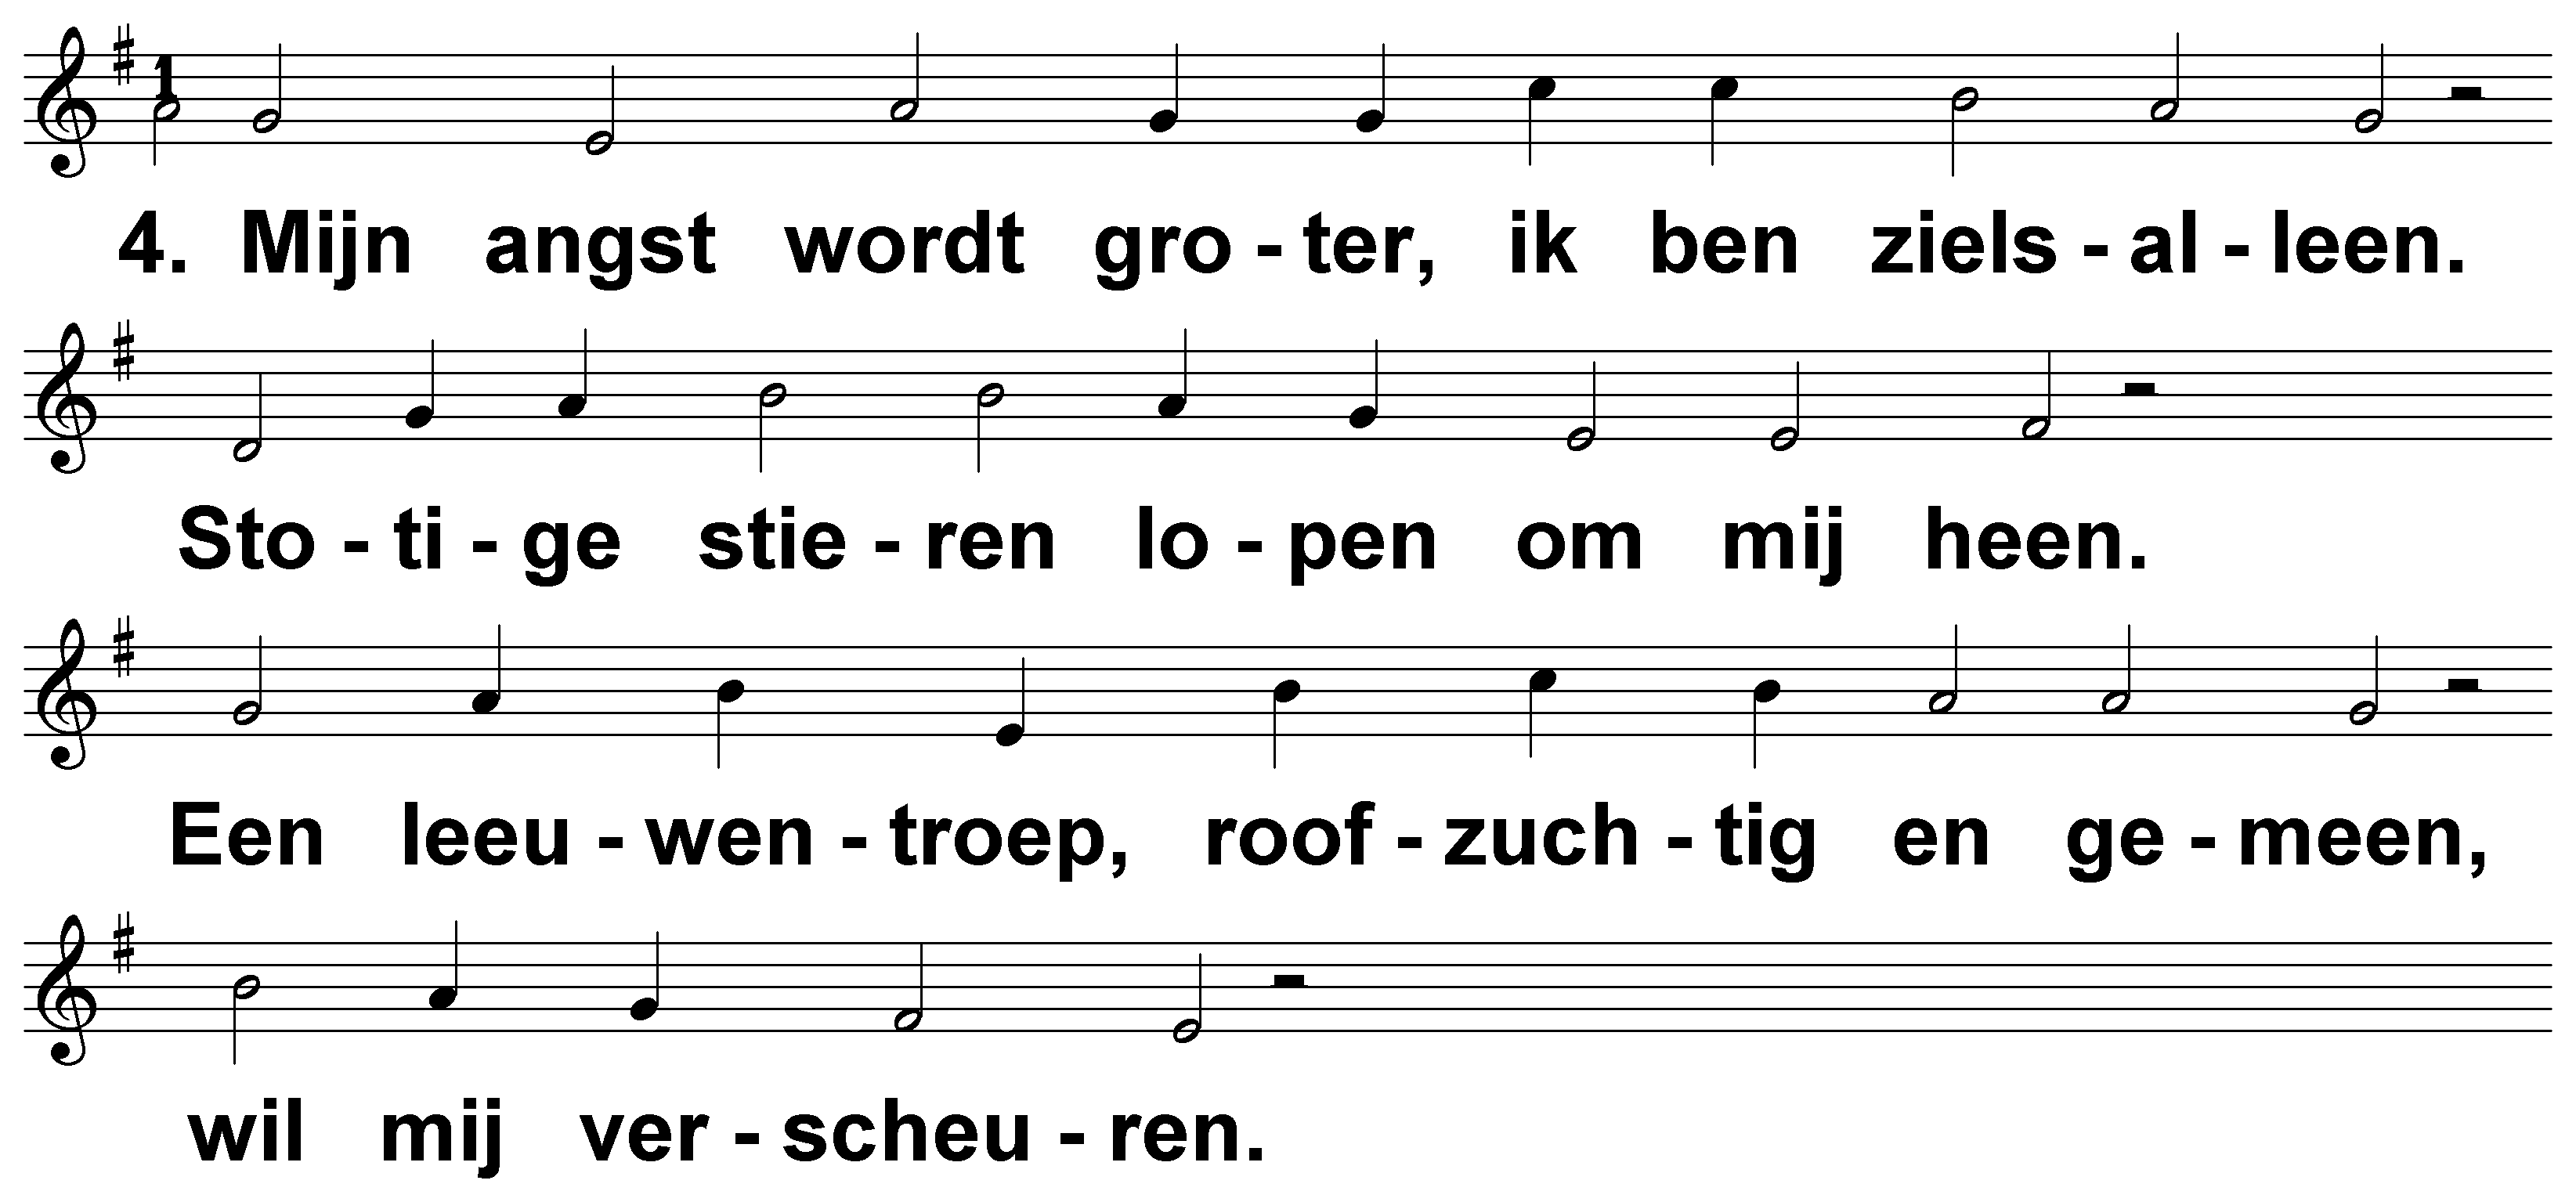 4. Mijn angst wordt gro - ter, ik ben ziels - al - leen.
Sto - ti - ge stie - ren lo - pen om mij heen.
Een leeu - wen - troep, roof - zuch - tig en ge - meen,
wil mij ver - scheu - ren.